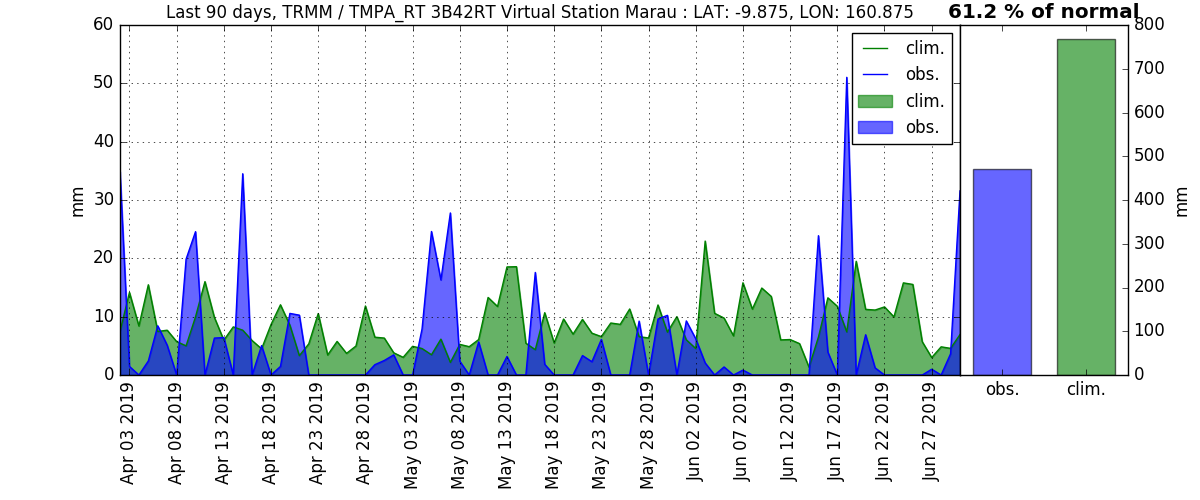 Last 90 days, TRMM / TMPA_RT 3B42RT Virtual Station Marau : LAT: -9.875, LON: 160.875
61.2 % of normal
60
50
40
30
20
10
0
mm
clim.
obs.
clim.
obs.
800
700
600
500
400
300
200
100
0
mm
Apr 03 2019
Apr 08 2019
Apr 13 2019
Apr 18 2019
Apr 23 2019
Apr 28 2019
May 03 2019
May 08 2019
May 13 2019
May 18 2019
May 23 2019
May 28 2019
Jun 02 2019
Jun 07 2019
Jun 12 2019
Jun 17 2019
Jun 22 2019
Jun 27 2019
obs.
clim.